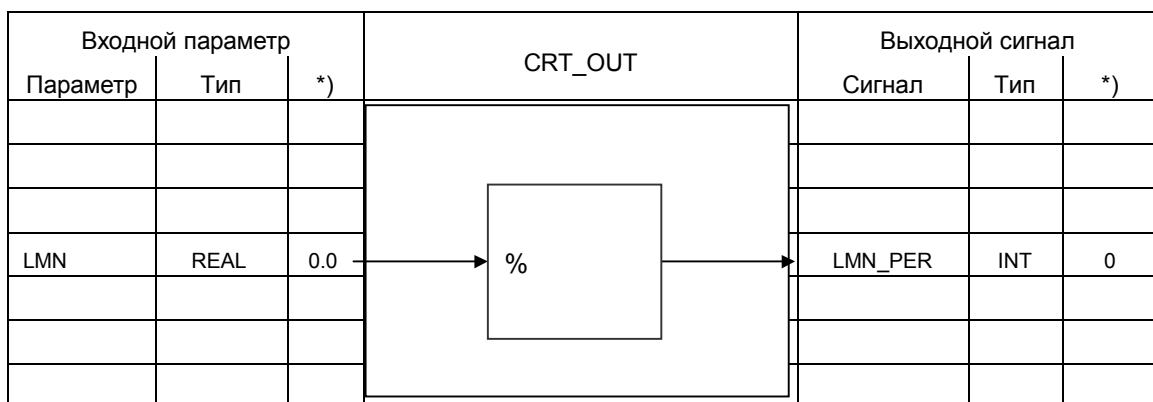 Входной параметр
CRT_OUT
Выходной сигнал
Параметр Тип *)
Сигнал Тип *)
LMN REAL 0.0 % LMN_PER INT 0